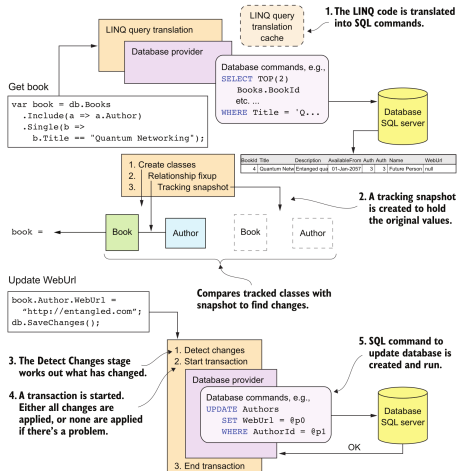 LINQ query translation
LINQ query
translation
cache
1. The LINQ code is translated
into SQL commands.
Database provider
Database commands, e.g.,
SELECT TOP(2)
Books.BookId
etc. ...
WHERE Title = 'Q...
Database
SQL server
Get book
var book = db.Books
.Include(a => a.Author)
.Single(b =>
b.Title == "Quantum Networking");
BookId Title Description AvailableFrom Auth Auth Name WebUrl
4 Quantum Netw Entanged qua 01-Jan-2057 3 3 Future Person null
1. Create classes
2. Relationship fixup
3. Tracking snapshot
2. A tracking snapshot
is created to hold
the original values.
book =
Book
Author
Book
Author
Compares tracked classes with
snapshot to find changes.
Update WebUrl
book.Author.WebUrl =
"http://entangled.com";
db.SaveChanges();
3. The Detect Changes stage
works out what has changed.
4. A transaction is started.
Either all changes are
applied, or none are applied
if there's a problem.
1. Detect changes
2. Start transaction
Database provider
Database commands, e.g.,
UPDATE Authors
SET WebUrl = @p0
WHERE AuthorId = @p1
5. SQL command to
update database is
created and run.
Database
SQL server
OK
3. End transaction